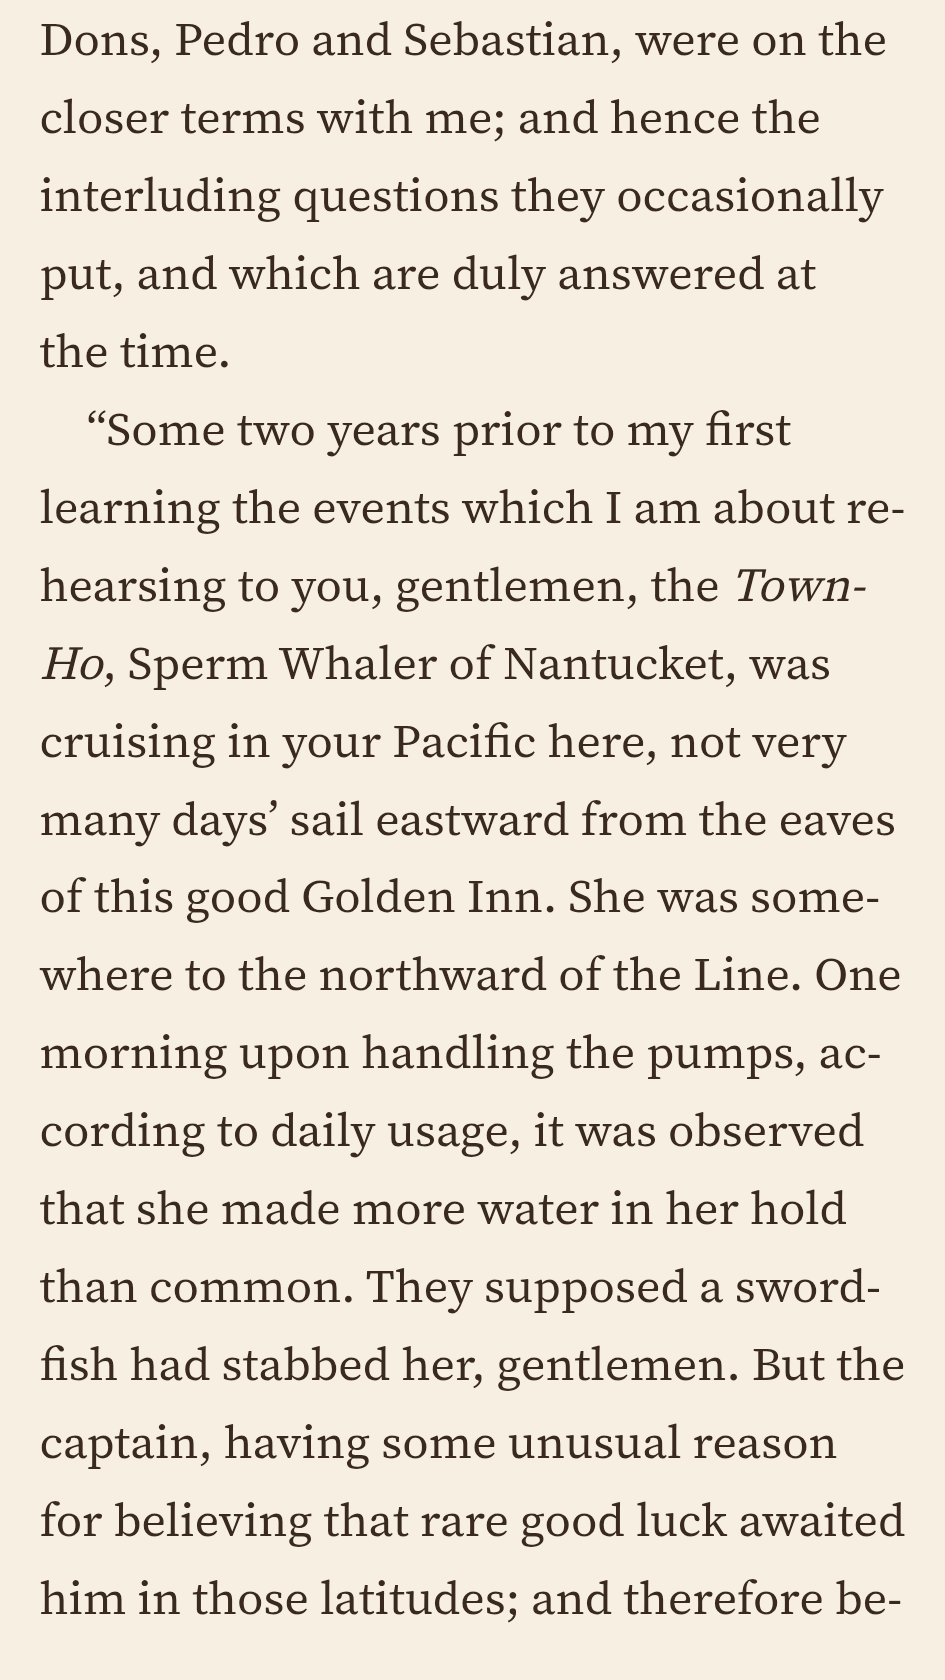 Dons, Pedro and Sebastian, were on the
closer terms with me; and hence the
interluding questions they occasionally
put, and which are duly answered at
the time.
“Some two years prior to my first
learning the events which I am about re-
hearsing to you, gentlemen, the Town-
Ho, Sperm Whaler of Nantucket, was
cruising in your Pacific here, not very
many days’ sail eastward from the eaves
of this good Golden Inn. She was some-
where to the northward of the Line. One
morning upon handling the pumps, ac-
cording to daily usage, it was observed
that she made more water in her hold
than common. They supposed a sword-
fish had stabbed her, gentlemen. But the
captain, having some unusual reason
for believing that rare good luck awaited
him in those latitudes; and therefore be-